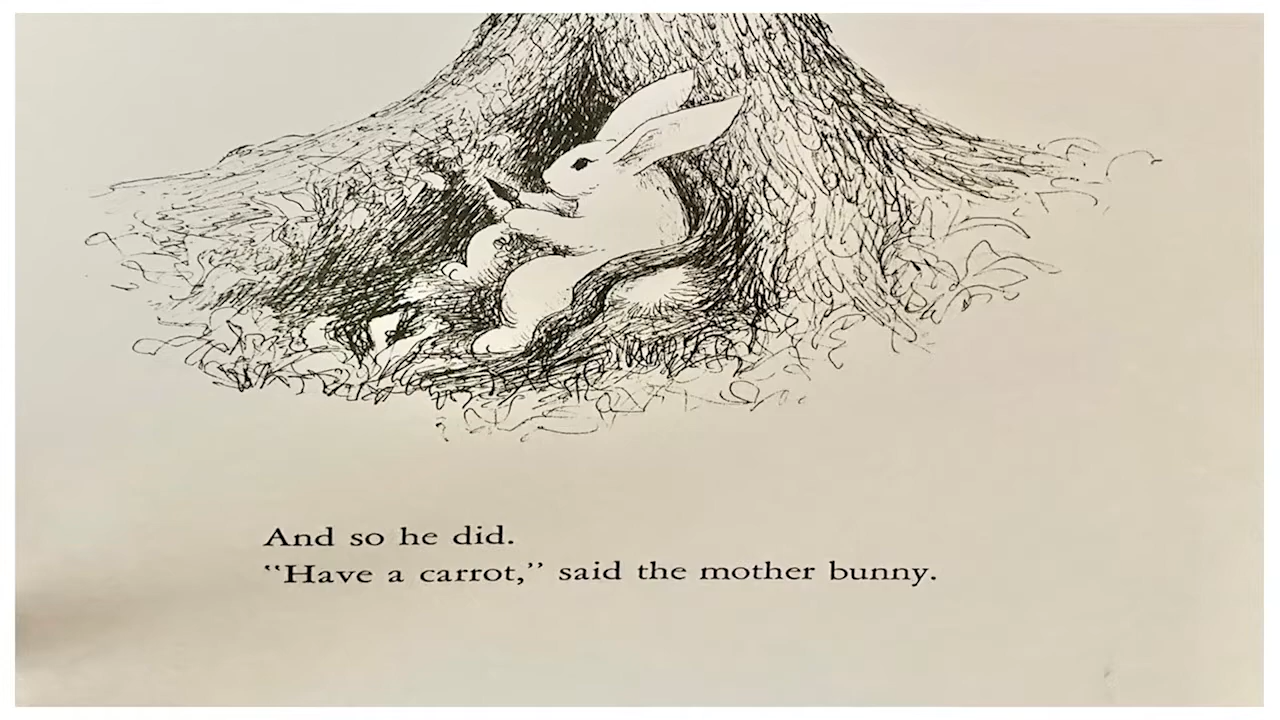 And so he did.
“Have a carrot,” said the mother bunny.